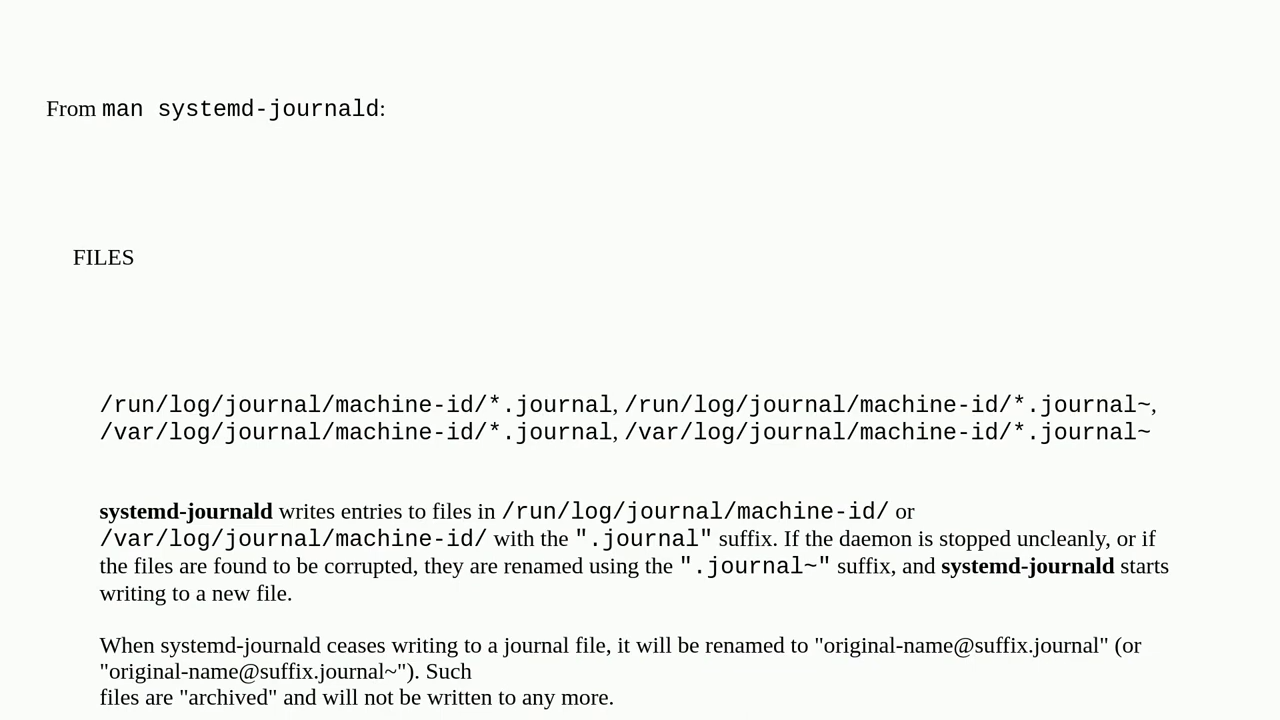 From man systemd-journald:
FILES
/run/log/journal/machine-id/*.journal, /run/log/journal/machine-id/*.journal~,
/var/log/journal/machine-id/*.journal, /var/log/journal/machine-id/*.journal~
systemd-journald writes entries to files in /run/log/journal/machine-id/ or
/var/log/journal/machine-id/ with the ".journal" suffix. If the daemon is stopped uncleanly, or if
the files are found to be corrupted, they are renamed using the ".journal~" suffix, and systemd-journald starts
writing to a new file.
When systemd-journald ceases writing to a journal file, it will be renamed to "original-name@suffix.journal" (or
"original-name@suffix.journal~"). Such
files are "archived" and will not be written to any more.